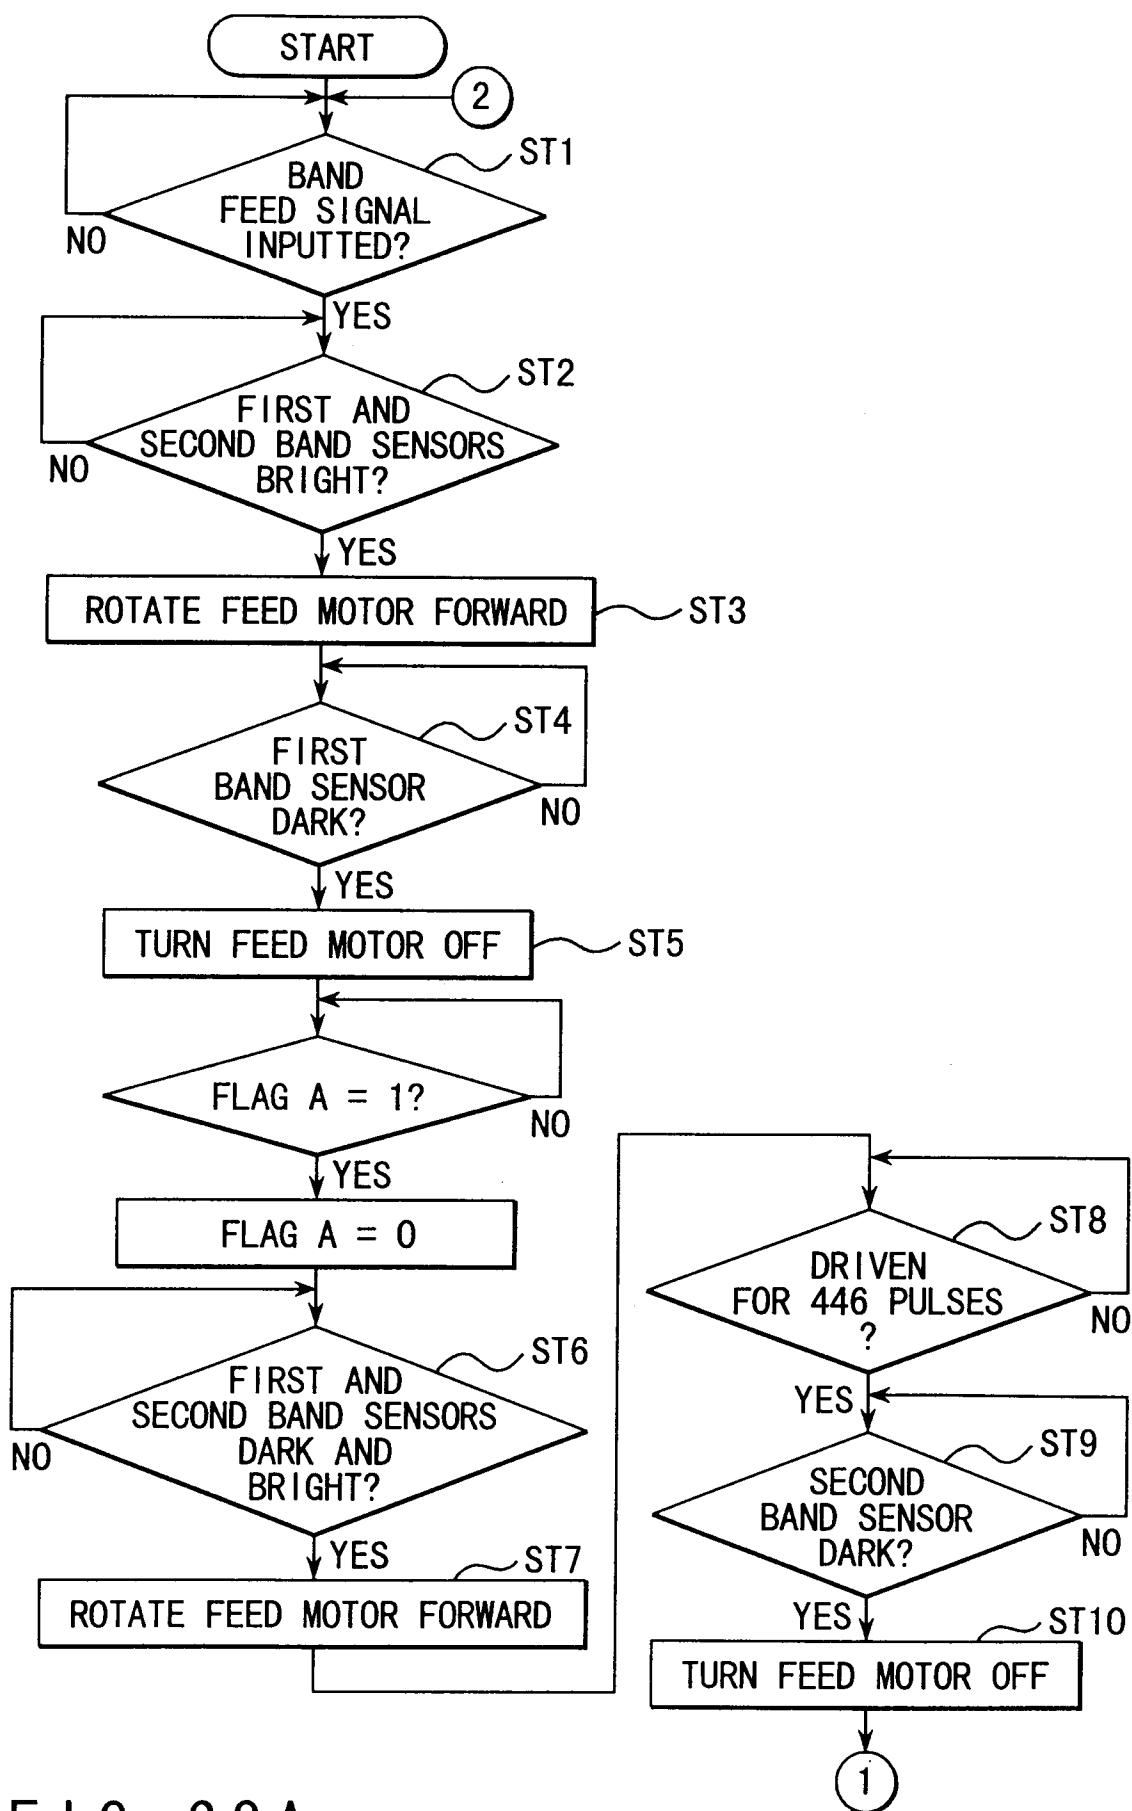 START
2
ST1
BAND
FEED SIGNAL
INPUTTED?
NO
YES
ST2
FIRST AND
SECOND BAND SENSORS
BRIGHT?
NO
YES
ROTATE FEED MOTOR FORWARD
ST3
ST4
FIRST
BAND SENSOR
DARK?
NO
YES
TURN FEED MOTOR OFF
ST5
FLAG A = 1?
NO
YES
FLAG A = 0
ST6
FIRST AND
SECOND BAND SENSORS
DARK AND
BRIGHT?
NO
YES
ST7
ROTATE FEED MOTOR FORWARD
ST8
DRIVEN
FOR 446 PULSES
?
NO
YES
ST9
SECOND
BAND SENSOR
DARK?
NO
YES
ST10
TURN FEED MOTOR OFF
1